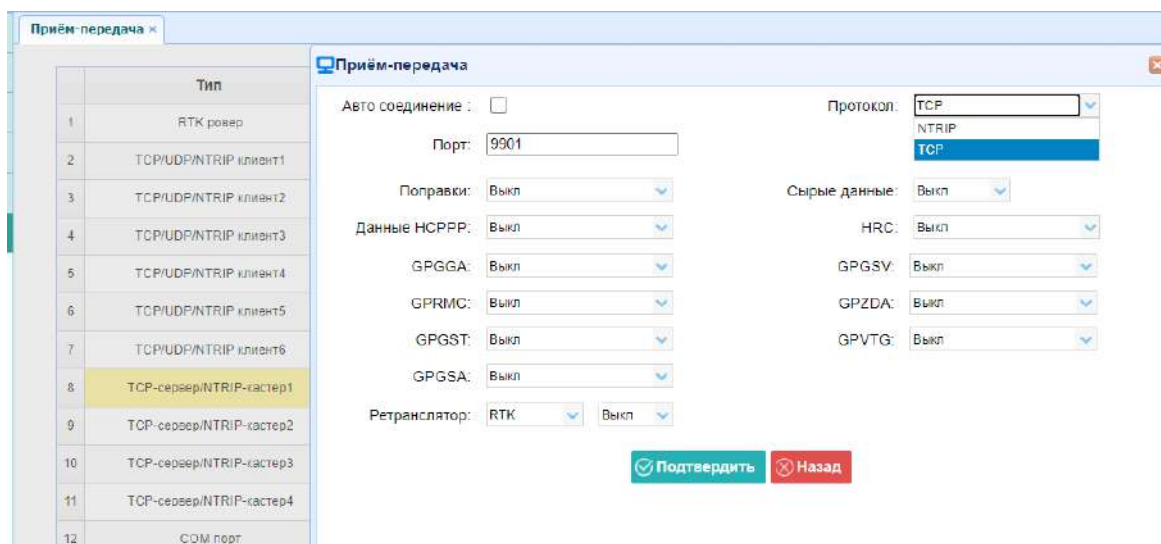 Приём-передача ×
Тип
1 RTK ровер
2 TCP/UDP/NTRIP клиент1
3 TCP/UDP/NTRIP клиент2
4 TCP/UDP/NTRIP клиент3
5 TCP/UDP/NTRIP клиент4
6 TCP/UDP/NTRIP клиент5
7 TCP/UDP/NTRIP клиент6
8 TCP-сервер/NTRIP-кастер1
9 TCP-сервер/NTRIP-кастер2
10 TCP-сервер/NTRIP-кастер3
11 TCP-сервер/NTRIP-кастер4
12 COM порт
Приём-передача
Авто соединение : Протокол: TCP
NTRIP
TCP
Порт: 9901
Поправки: Выкл Сырые данные: Выкл
Данные HCPPP: Выкл HRC: Выкл
GPGGA: Выкл GPGSV: Выкл
GPRMC: Выкл GPZDA: Выкл
GPGST: Выкл GPVTG: Выкл
GPGSA: Выкл
Ретранслятор: RTK Выкл
Подтвердить Назад